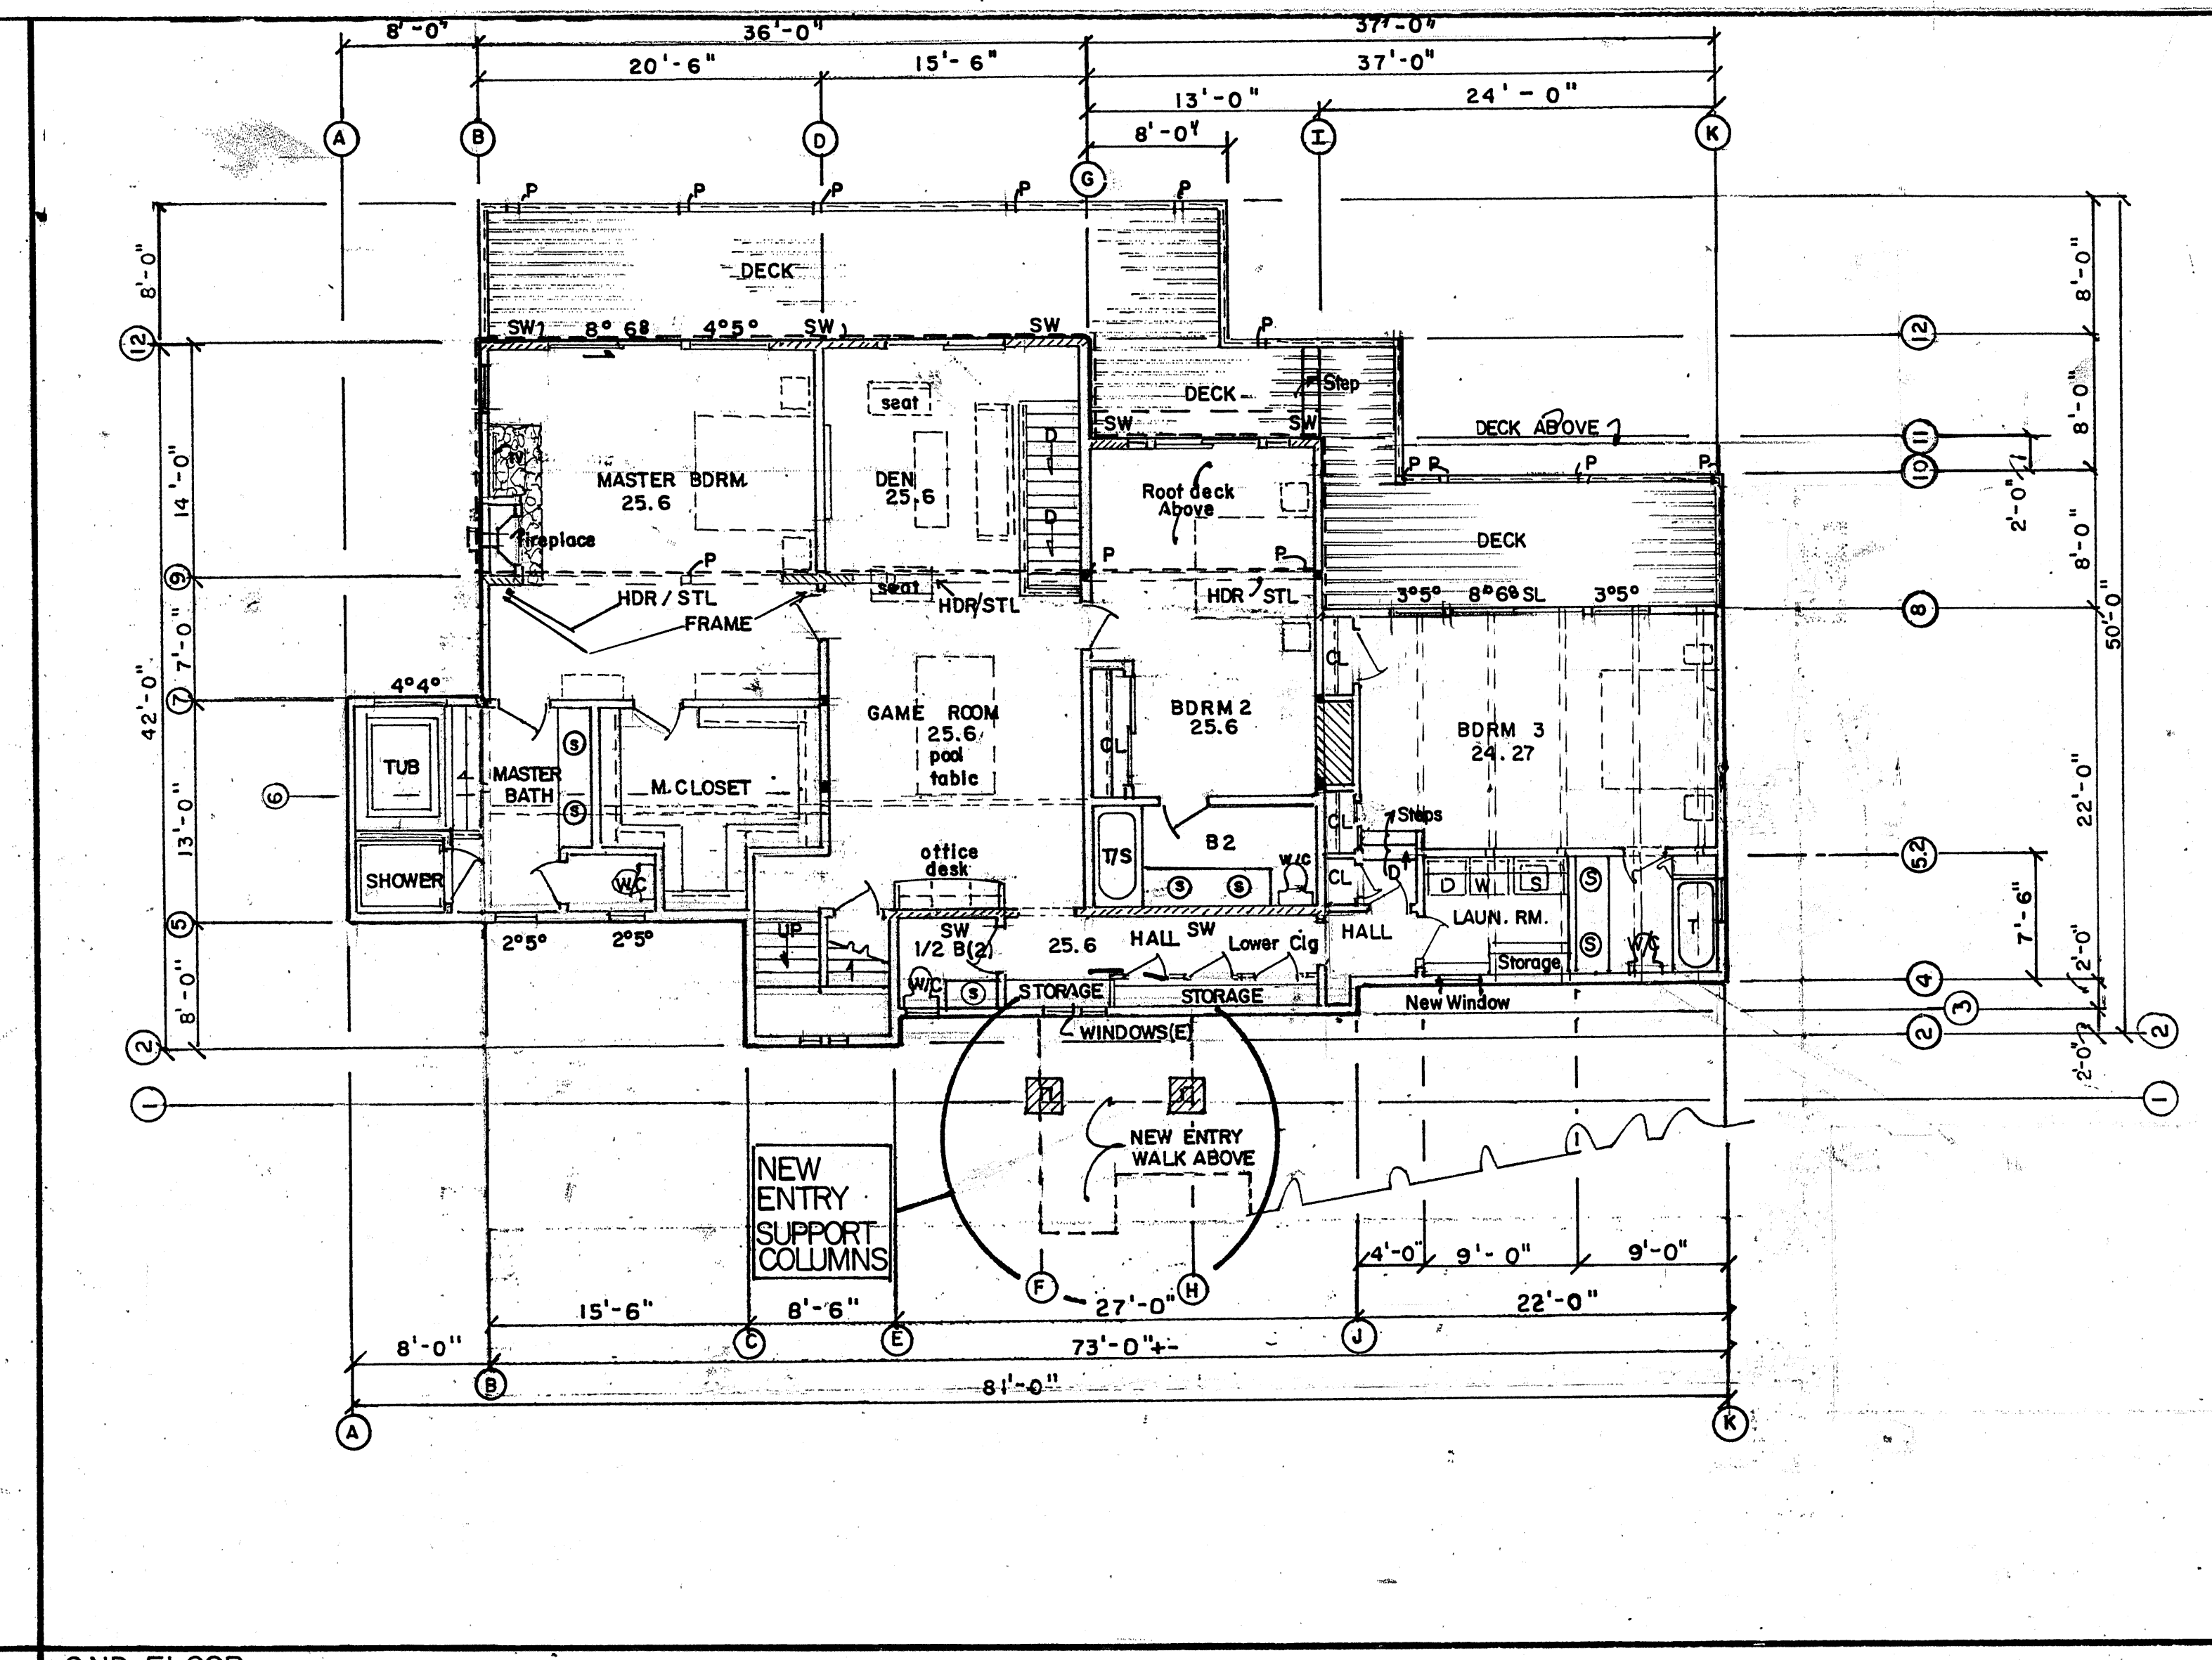 8'-0" 36'-0" 37'-0"
20'-6" 15'-6" 37'-0"
13'-0" 24'-0"
8'-0"
A B D G I K
P P P P P
DECK
8'-0" 8'-0"
SW 8° 6⁸ 4°5° SW SW P
12 12
seat DECK Step
SW SW DECK ABOVE
11
10
8'-0"
2'-0"
P P P P
TV
MASTER BDRM.
25.6
DEN
25.6
D
D
Roof deck
Above
14'-0"
fireplace
DECK
8'-0"
P P P
9
seat
HDR / STL HDR/STL HDR STL
3°5° 8°6⁸ SL 3°5°
8
FRAME
50'-0"
7'-0"
42'-0"
CL
4°4°
7
GAME ROOM
25.6
pool
table
BDRM 2
25.6
BDRM 3
24.27
CL
TUB
MASTER
BATH
S
S
M. CLOSET
6
13'-0"
22'-0"
CL Steps
T/S B2 W/C
office
desk
5.2
SHOWER W/C
S S
CL D
D W S S
LAUN. RM.
T
7'-6"
5
2°5° 2°5°
UP
SW
1/2 B(2)
25.6 HALL SW
Lower Clg
HALL
S
W/C
Storage
2'-0"
W/C S STORAGE STORAGE
New Window
4
3
8'-0"
WINDOWS(E)
2 2 2
2'-0"
1 1
NEW ENTRY
WALK ABOVE
NEW
ENTRY
SUPPORT
COLUMNS
4'-0" 9'-0" 9'-0"
F H
15'-6" 8'-6" 27'-0" 22'-0"
C E J
8'-0" 73'-0"+-
B
81'-0"
A K
2ND FLOOR